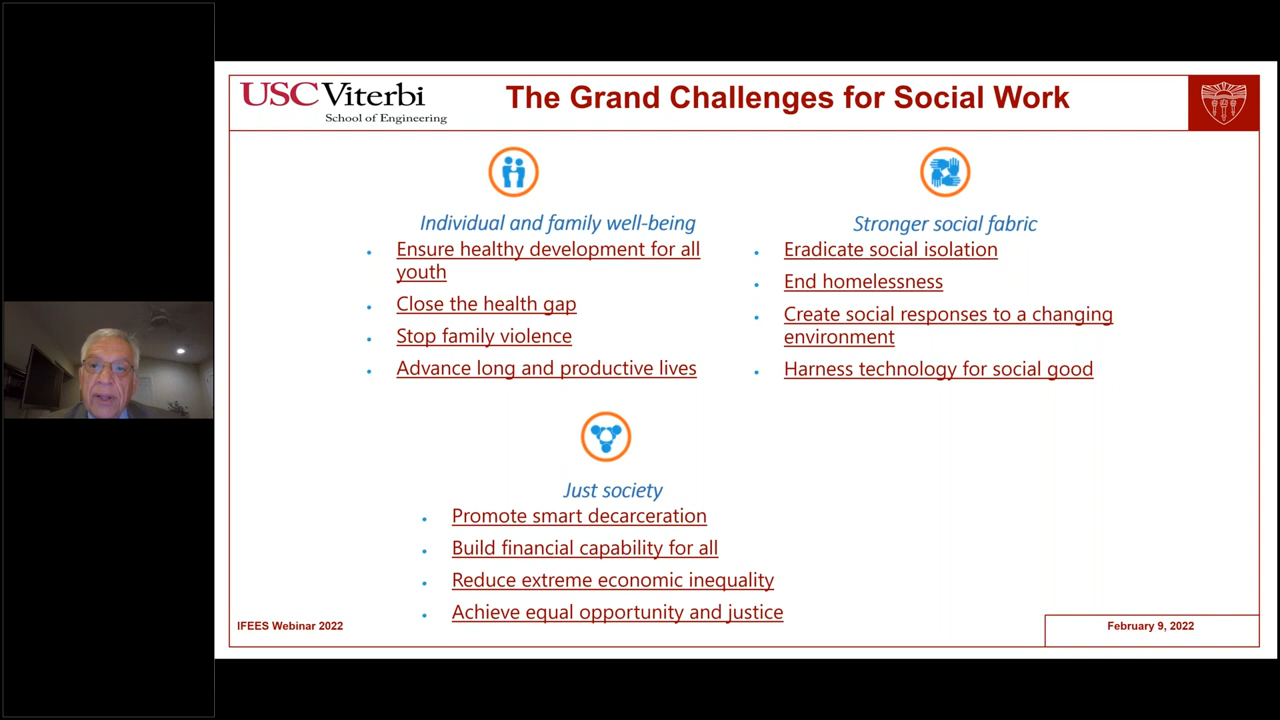 USC Viterbi
School of Engineering
The Grand Challenges for Social Work
Individual and family well-being
Ensure healthy development for all
youth
Close the health gap
Stop family violence
Advance long and productive lives
Stronger social fabric
Eradicate social isolation
End homelessness
Create social responses to a changing
environment
Harness technology for social good
Just society
Promote smart decarceration
Build financial capability for all
Reduce extreme economic inequality
Achieve equal opportunity and justice
IFEES Webinar 2022
February 9, 2022